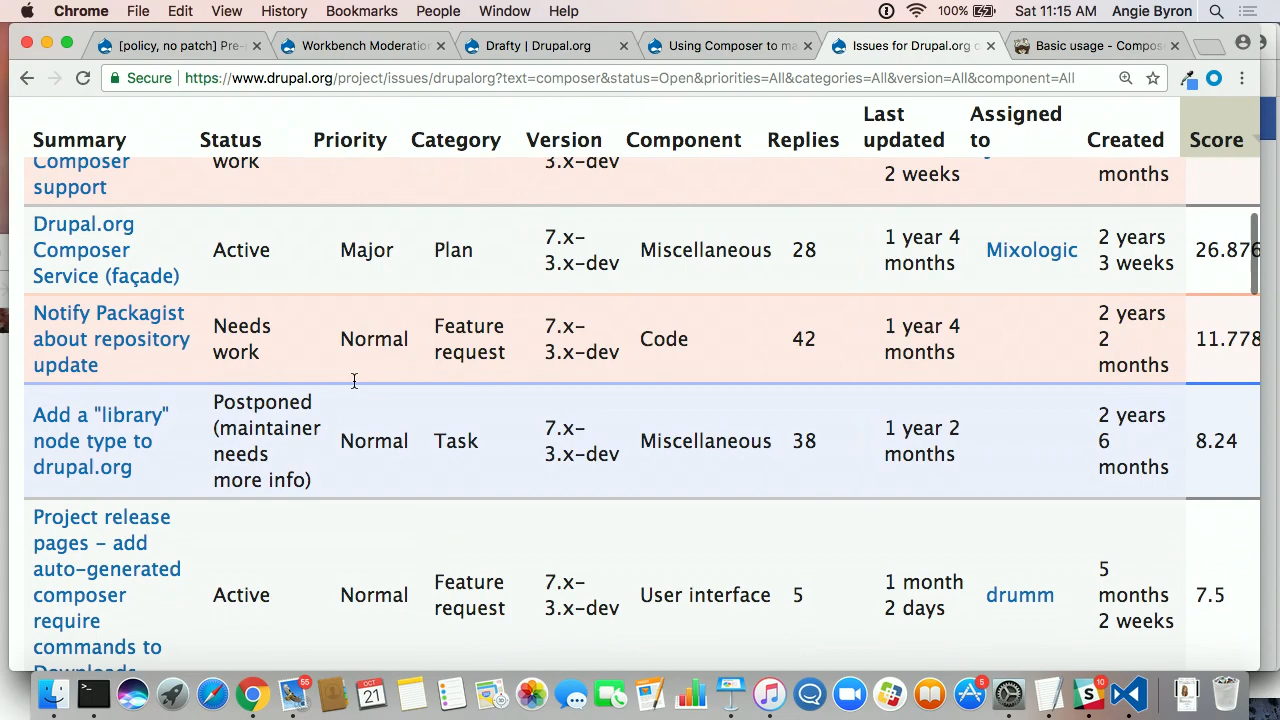 Chrome File Edit View History Bookmarks People Window Help 100% Sat 11:15 AM Angie Byron
[policy, no patch] Pre- Workbench Moderation Drafty | Drupal.org Using Composer to ma Issues for Drupal.org c Basic usage - Compos
Secure https://www.drupal.org/project/issues/drupalorg?text=composer&status=Open&priorities=All&categories=All&version=All&component=All
Summary Status Priority Category Version Component Replies Last updated Assigned to Created Score
Composer support work 3.x-dev 2 weeks months
Drupal.org
Composer
Service (façade)
Active
Major
Plan
7.x-
3.x-dev
Miscellaneous
28
1 year 4
months
Mixologic
2 years
3 weeks
26.876
Notify Packagist
about repository
update
Needs
work
Normal
Feature
request
7.x-
3.x-dev
Code
42
1 year 4
months
2 years
2
months
11.778
Add a "library"
node type to
drupal.org
Postponed
(maintainer
needs
more info)
Normal
Task
7.x-
3.x-dev
Miscellaneous
38
1 year 2
months
2 years
6
months
8.24
Project release
pages - add
auto-generated
composer
require
commands to
Downloads
Active
Normal
Feature
request
7.x-
3.x-dev
User interface
5
1 month
2 days
drumm
5
months
2 weeks
7.5
OCT
21
55
5
10